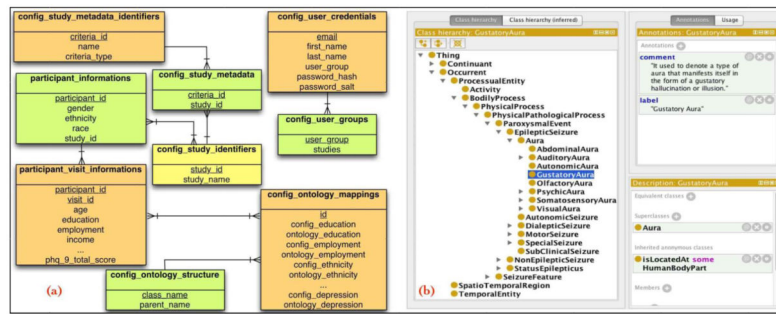 config_study_metadata_identifiers
criteria_id
name
criteria_type
config_user_credentials
email
first_name
last_name
user_group
password_hash
password_salt
participant_informations
participant_id
gender
ethnicity
race
study_id
config_study_metadata
criteria_id
study_id
config_user_groups
user_group
studies
config_study_identifiers
study_id
study_name
participant_visit_informations
participant_id
visit_id
age
education
employment
income
...
phq_9_total_score
config_ontology_mappings
id
config_education
ontology_education
config_employment
ontology_employment
config_ethnicity
ontology_ethnicity
...
config_depression
ontology_depression
config_ontology_structure
class_name
parent_name
(a)
Class hierarchy
Class hierarchy (inferred)
Class hierarchy: GustatoryAura
Thing
Continuant
Occurrent
ProcessualEntity
Activity
BodilyProcess
PhysicalProcess
PhysicalPathologicalProcess
ParoxysmalEvent
EpilepticSeizure
Aura
AbdominalAura
AuditoryAura
AutonomicAura
GustatoryAura
OlfactoryAura
PsychicAura
SomatosensoryAura
VisualAura
AutonomicSeizure
DialepticSeizure
MotorSeizure
SpecialSeizure
SubClinicalSeizure
NonEpilepticSeizure
StatusEpilepticus
SeizureFeature
SpatioTemporalRegion
TemporalEntity
(b)
Annotations
Usage
Annotations: GustatoryAura
Annotations
comment
"It used to denote a type of
aura that manifests itself in
the form of a gustatory
hallucination or illusion."
label
"Gustatory Aura"
Description: GustatoryAura
Equivalent classes
Superclasses
Aura
Inherited anonymous classes
isLocatedAt some
HumanBodyPart
Members